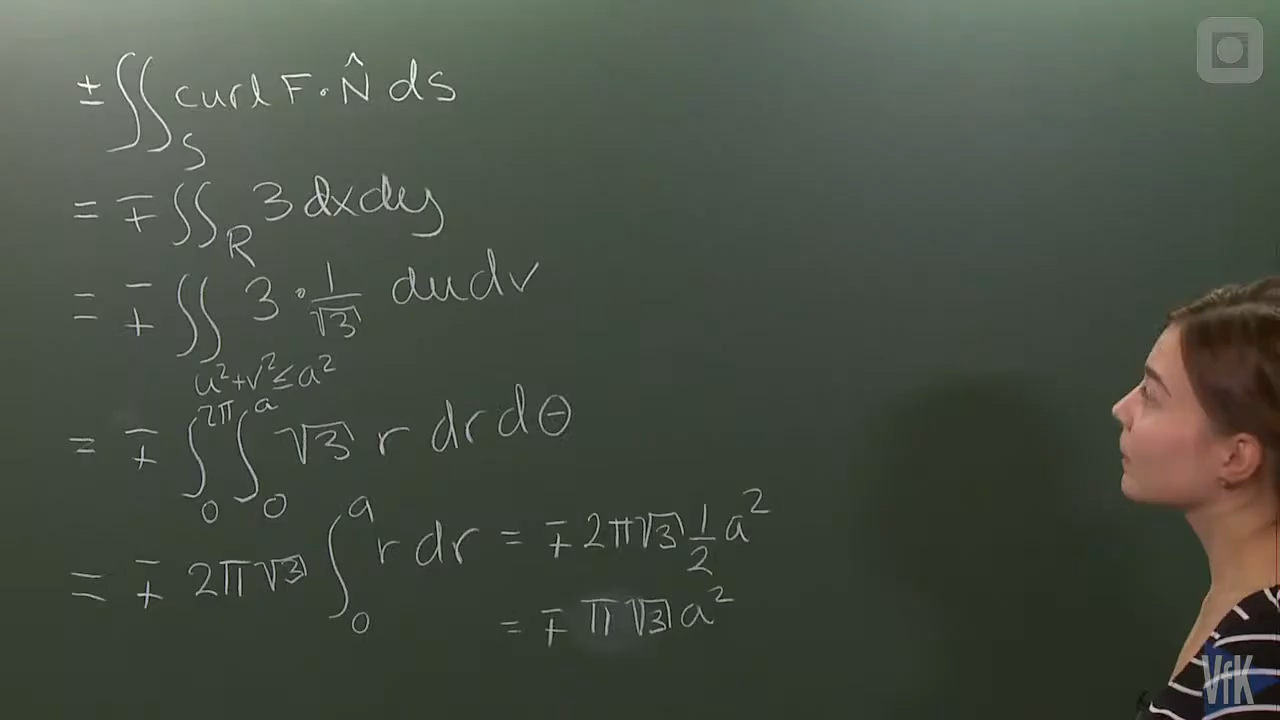 ± ∬_S curl F · N̂ dS
= ∓ ∬_R 3 dx dy
= ∓ ∬_{u²+v²≤a²} 3 · 1/√3 du dv
= ∓ ∫_0^{2π} ∫_0^a √3 r dr dθ
= ∓ 2π√3 ∫_0^a r dr = ∓ 2π√3 1/2 a²
= ∓ π√3 a²
VfK